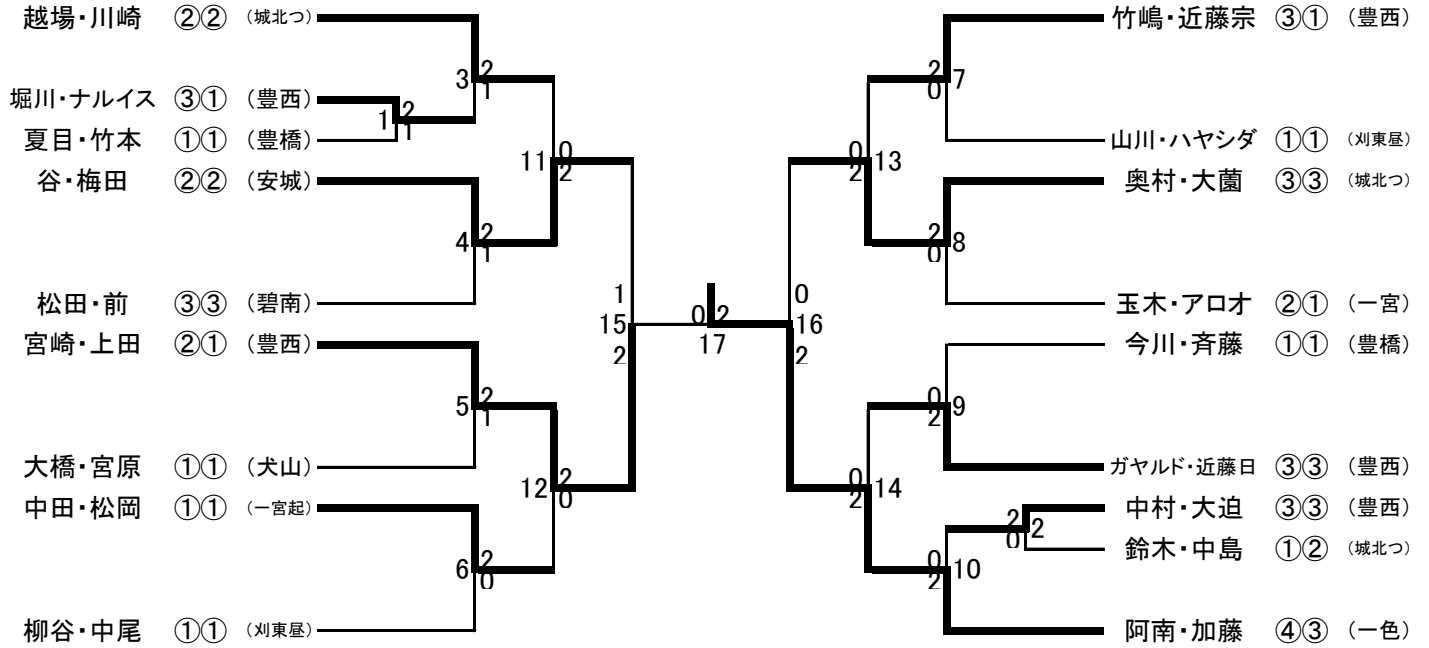 越場・川崎 ②② (城北つ)
堀川・ナルイス ③① (豊西)
夏目・竹本 ①① (豊橋)
谷・梅田 ②② (安城)
松田・前 ③③ (碧南)
宮崎・上田 ②① (豊西)
大橋・宮原 ①① (犬山)
中田・松岡 ①① (一宮起)
柳谷・中尾 ①① (刈東昼)
3 2
1
1 2
1
4 2
1
5 2
1
6 2
0
11 0
2
12 2
0
1
15
2
0 2
17
0
16
2
0
2 13
0
2 14
2
0 7
2
0 8
0
2 9
0
2 10
2
0 2
竹嶋・近藤宗 ③① (豊西)
山川・ハヤシダ ①① (刈東昼)
奥村・大薗 ③③ (城北つ)
玉木・アロオ ②① (一宮)
今川・斉藤 ①① (豊橋)
ガヤルド・近藤日 ③③ (豊西)
中村・大迫 ③③ (豊西)
鈴木・中島 ①② (城北つ)
阿南・加藤 ④③ (一色)